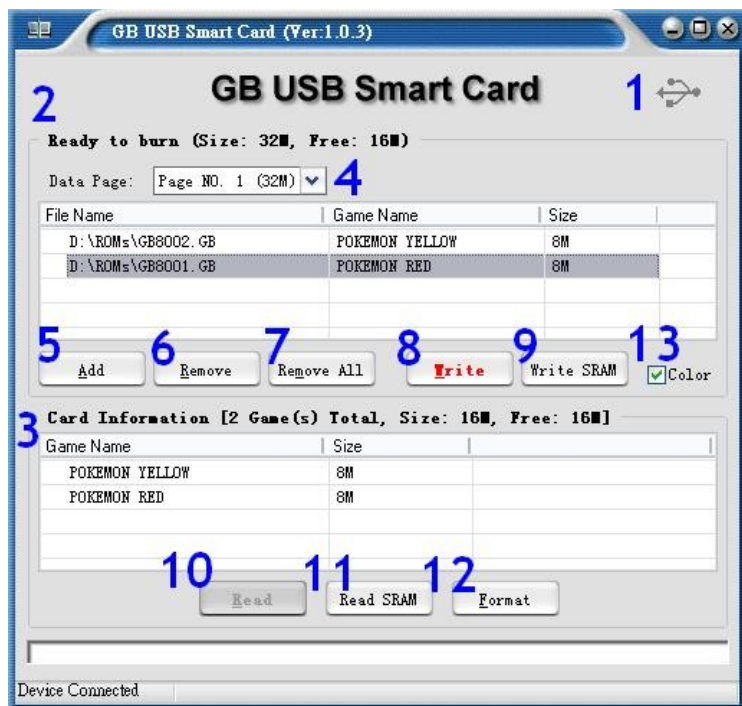 GB USB Smart Card (Ver:1.0.3)
GB USB Smart Card 1
2
Ready to burn (Size: 32M, Free: 16M)
Data Page: Page NO. 1 (32M) 4
File Name Game Name Size
D:\ROMs\GB8002.GB POKEMON YELLOW 8M
D:\ROMs\GB8001.GB POKEMON RED 8M
5 6 7 8 9 13
Add Remove Remove All Write Write SRAM Color
3 Card Information [2 Game(s) Total, Size: 16M, Free: 16M]
Game Name Size
POKEMON YELLOW 8M
POKEMON RED 8M
10 11 12
Read Read SRAM Format
Device Connected